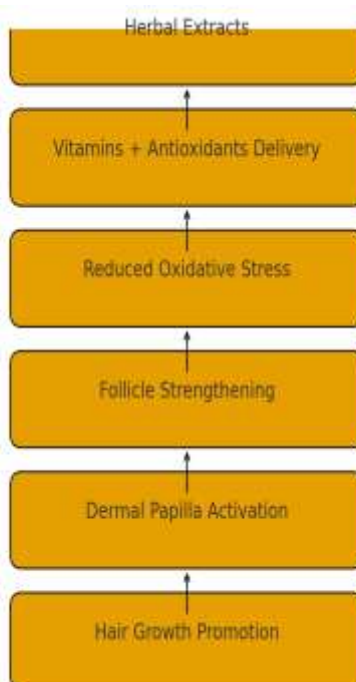 Herbal Extracts
Vitamins + Antioxidants Delivery
Reduced Oxidative Stress
Follicle Strengthening
Dermal Papilla Activation
Hair Growth Promotion